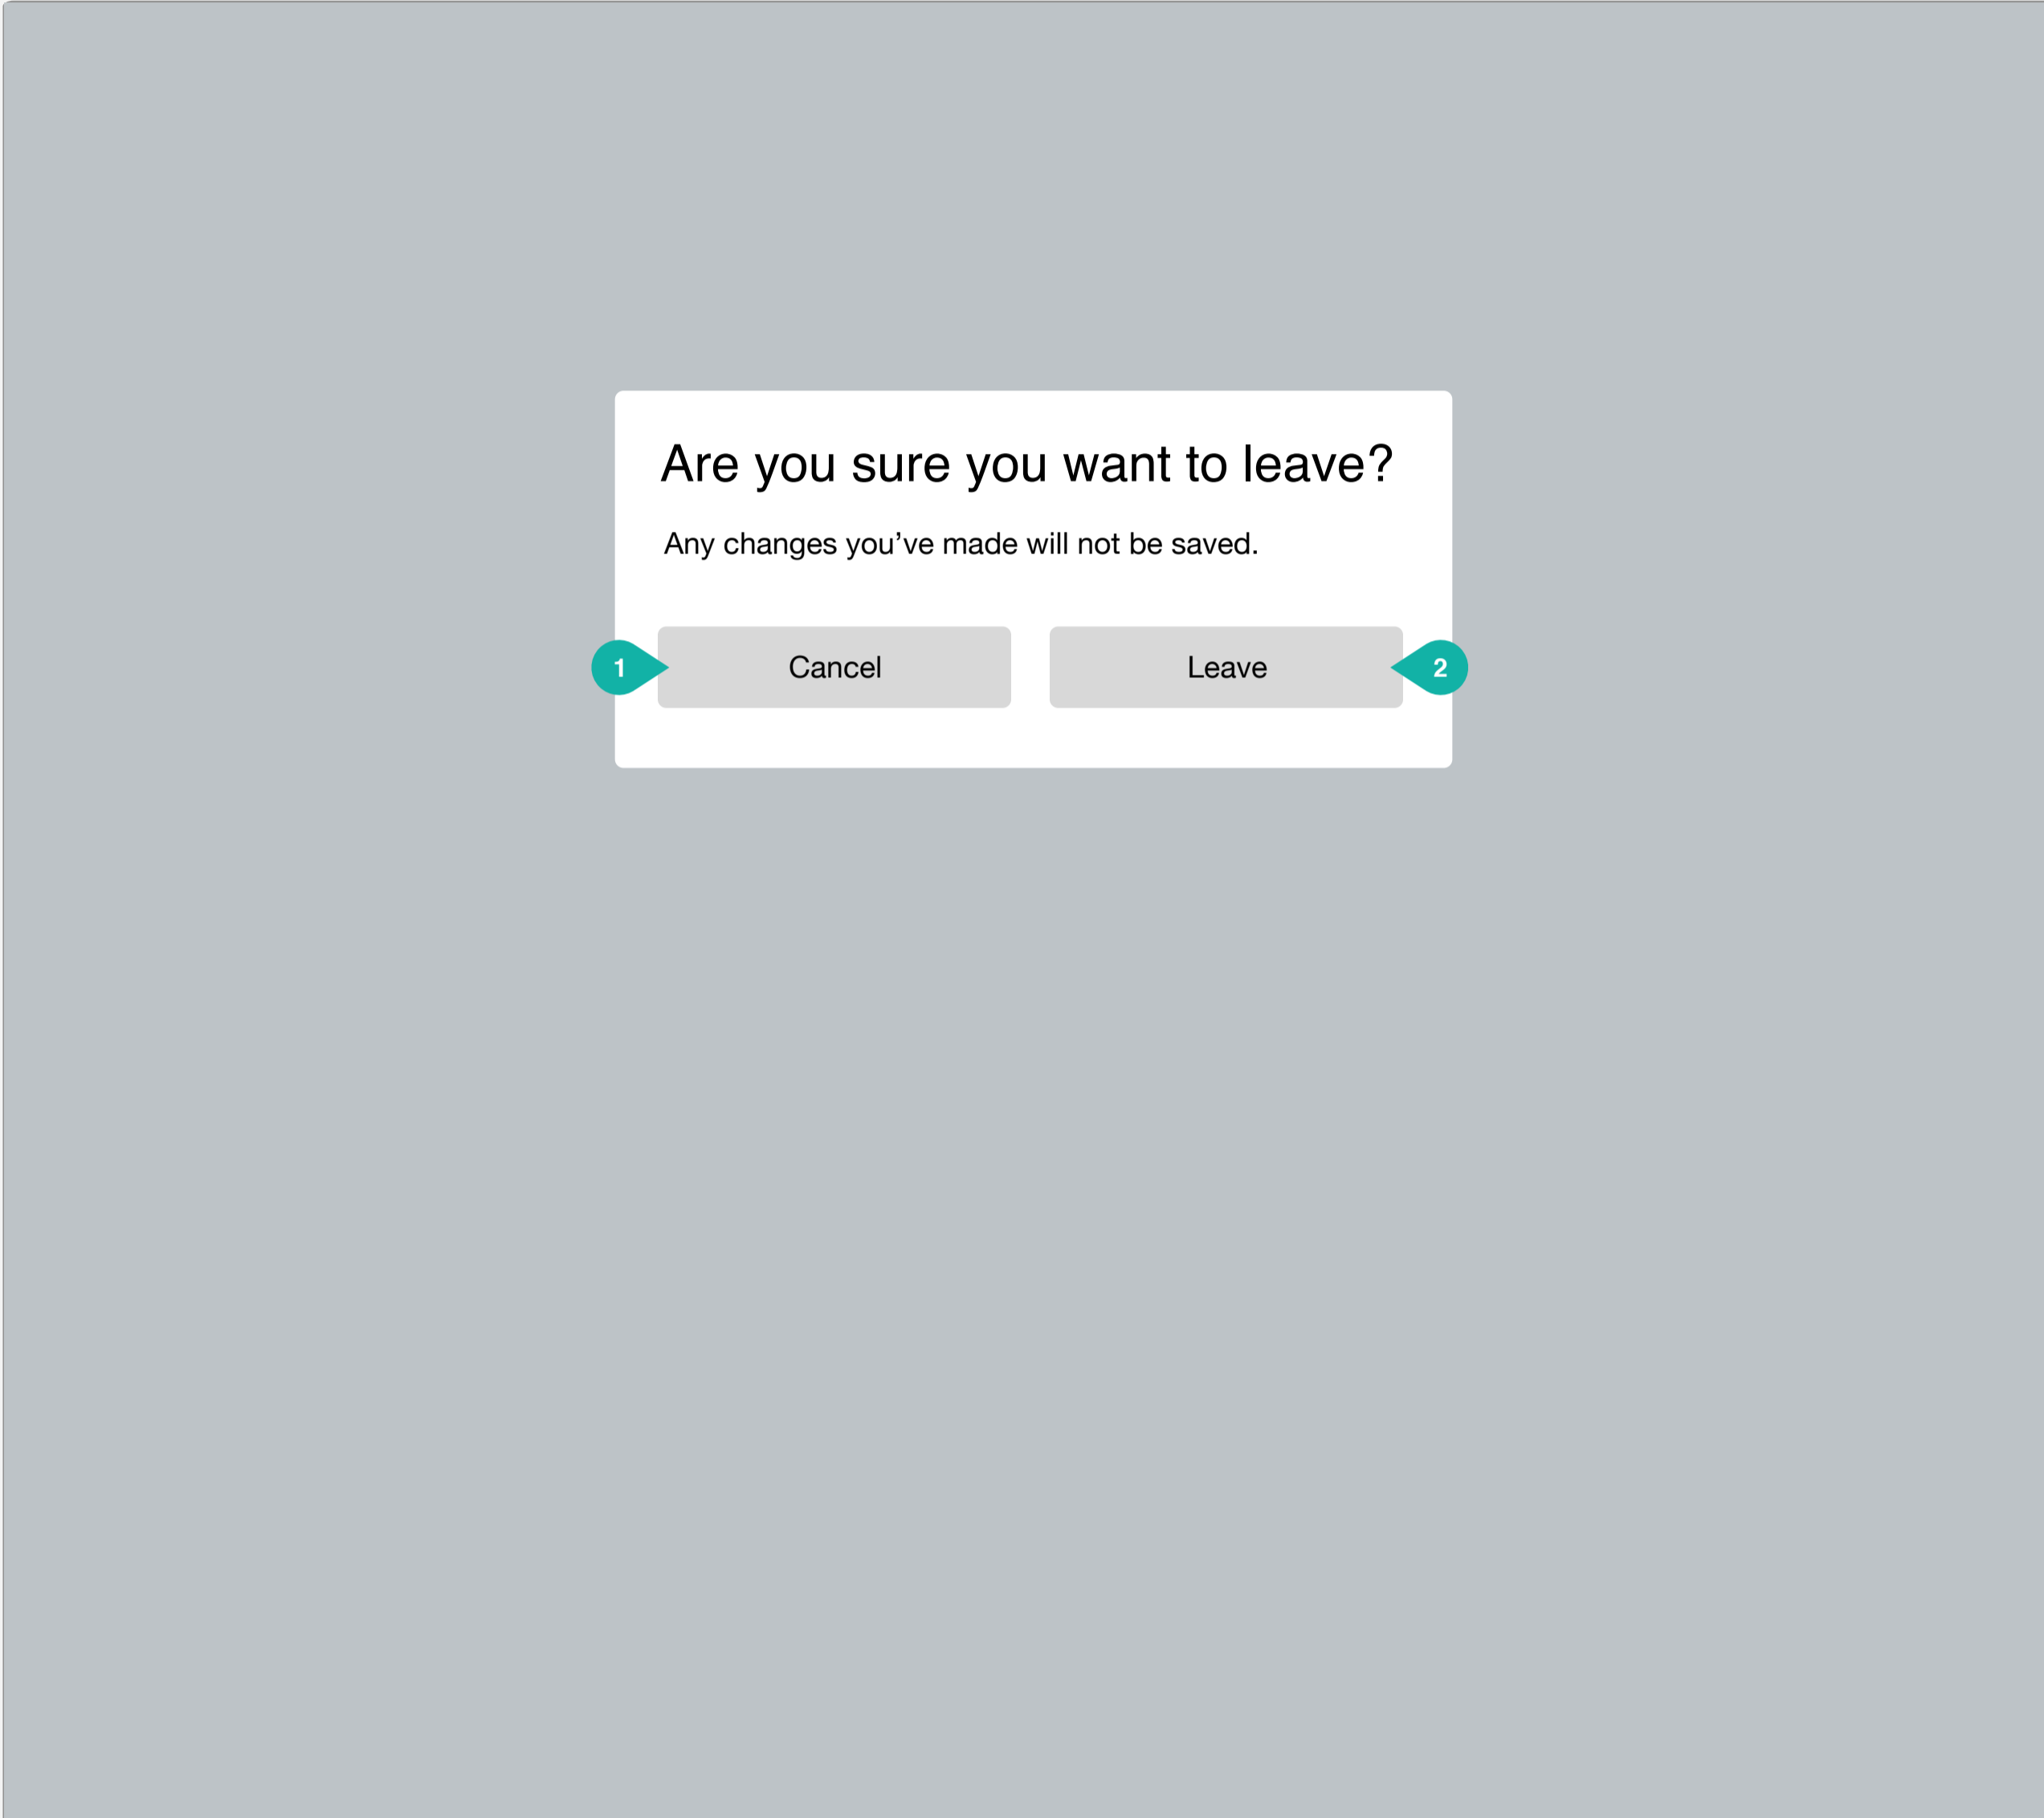 Are you sure you want to leave?
Any changes you’ve made will not be saved.
1 Cancel Leave 2